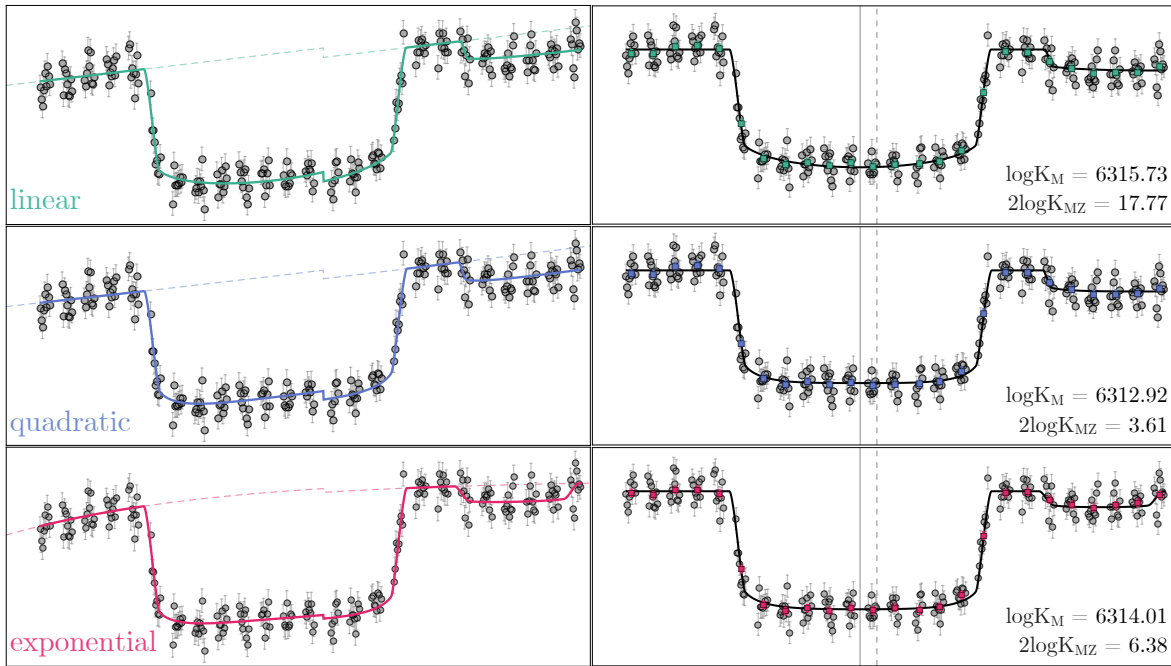 linear
logK_M = 6315.73
2logK_MZ = 17.77
quadratic
logK_M = 6312.92
2logK_MZ = 3.61
exponential
logK_M = 6314.01
2logK_MZ = 6.38